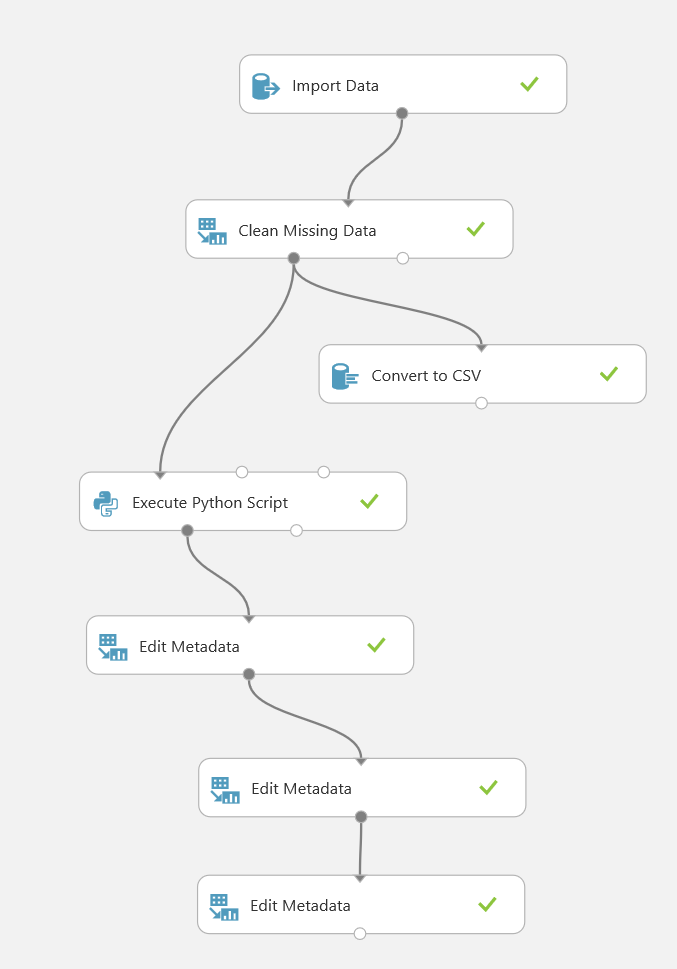 Import Data
Clean Missing Data
Convert to CSV
Execute Python Script
Edit Metadata
Edit Metadata
Edit Metadata